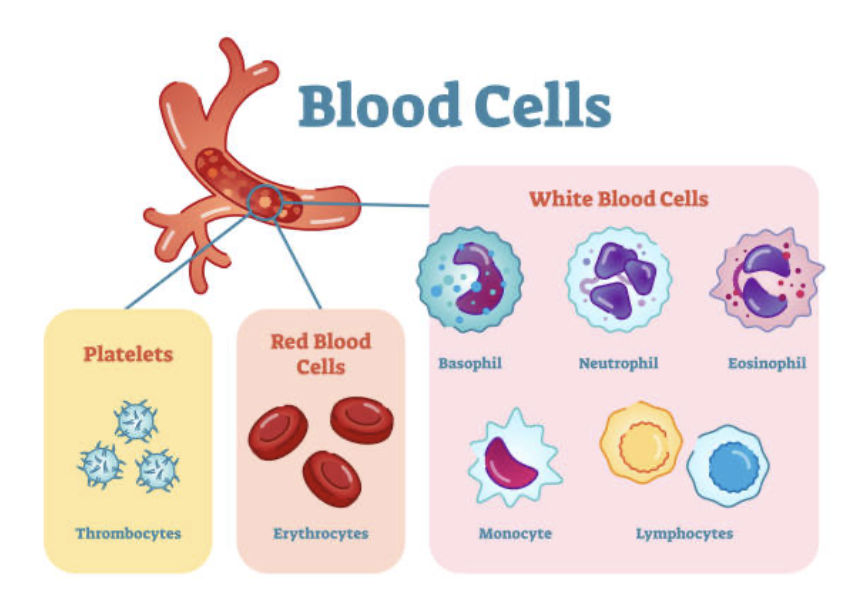 Blood Cells
White Blood Cells
Basophil
Neutrophil
Eosinophil
Monocyte
Lymphocytes
Platelets
Thrombocytes
Red Blood
Cells
Erythrocytes